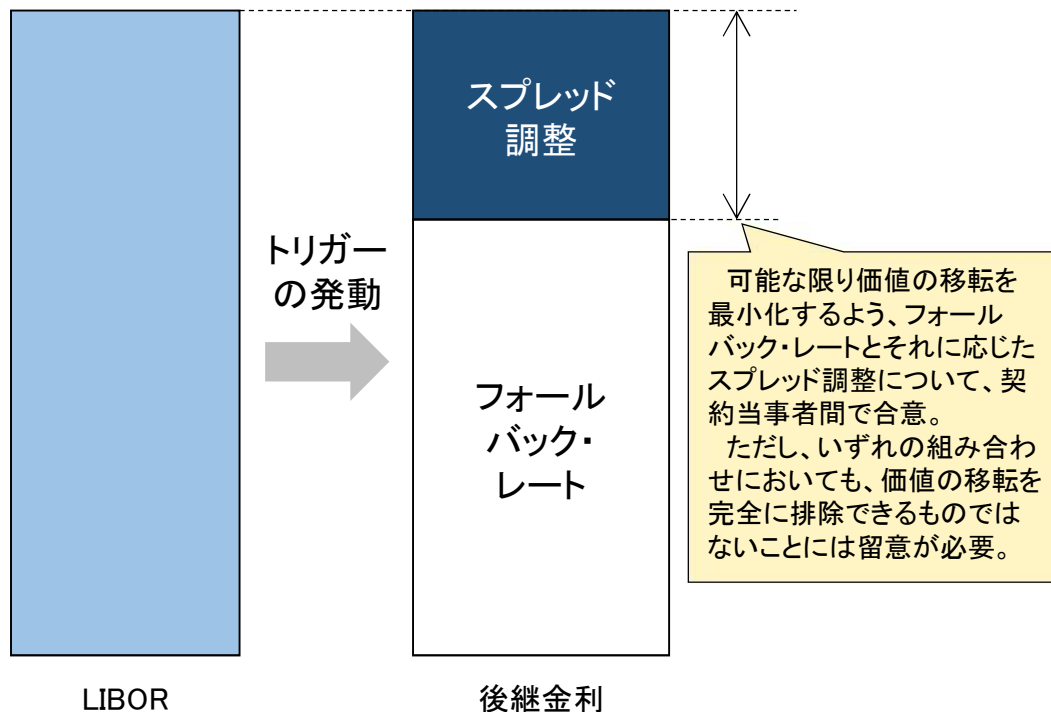 スプレッド
調整
トリガー
の発動
フォール
バック・
レート
可能な限り価値の移転を
最小化するよう、フォール
バック・レートとそれに応じた
スプレッド調整について、契
約当事者間で合意。
ただし、いずれの組み合わ
せにおいても、価値の移転を
完全に排除できるものでは
ないことには留意が必要。
LIBOR
後継金利